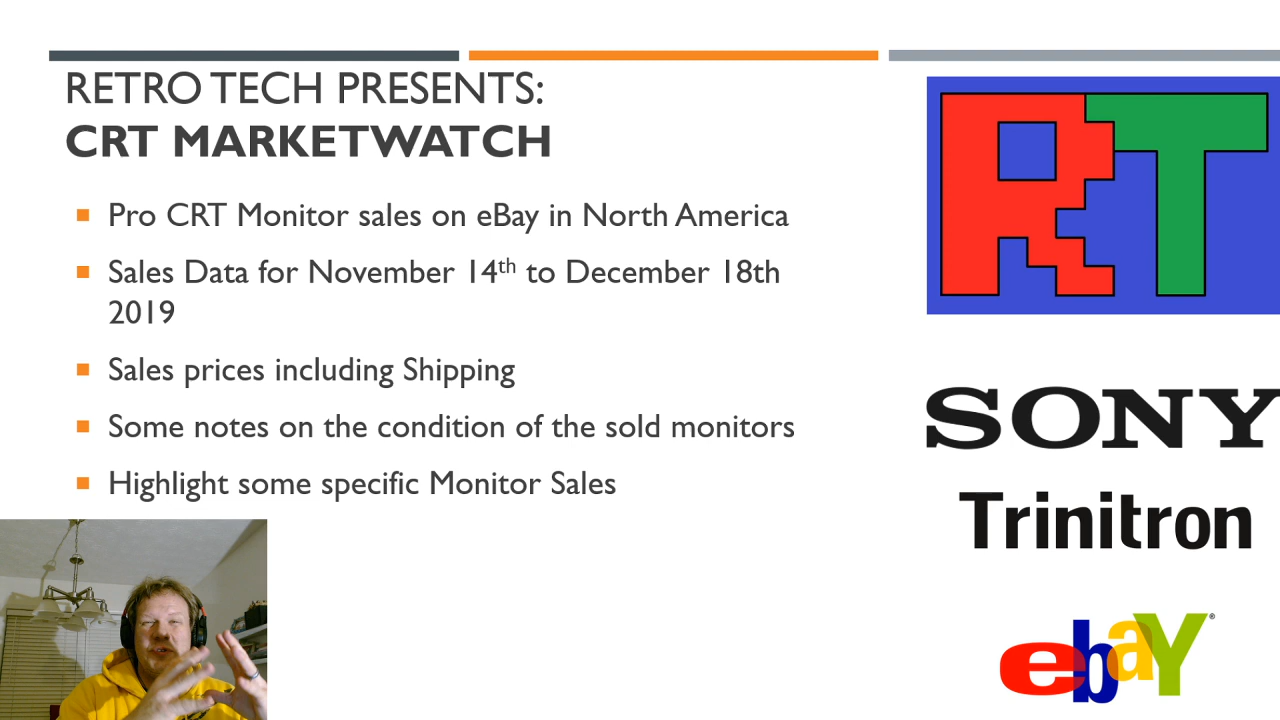 RETRO TECH PRESENTS:
CRT MARKETWATCH
Pro CRT Monitor sales on eBay in North America
Sales Data for November 14th to December 18th
2019
Sales prices including Shipping
Some notes on the condition of the sold monitors
Highlight some specific Monitor Sales
RT
SONY
Trinitron
ebaY®